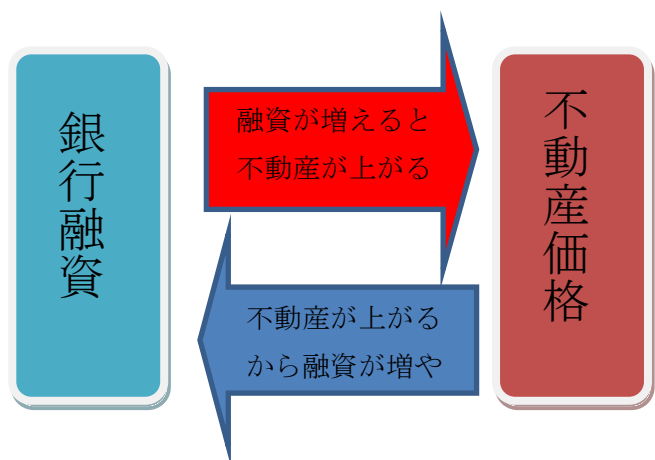 銀行融資
融資が増えると
不動産が上がる
不動産が上がる
から融資が増や
不動産価格